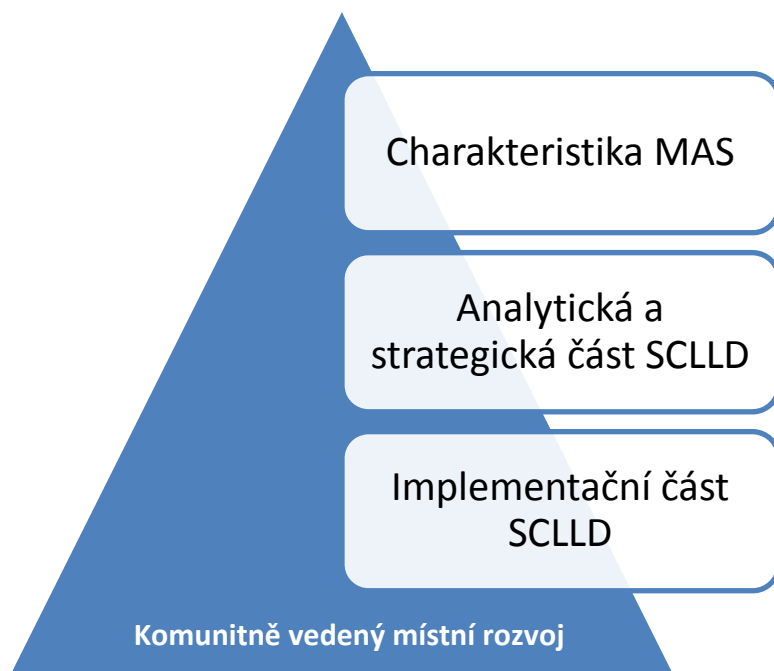 Charakteristika MAS
Analytická a
strategická část SCLLD
Implementační část
SCLLD
Komunitně vedený místní rozvoj